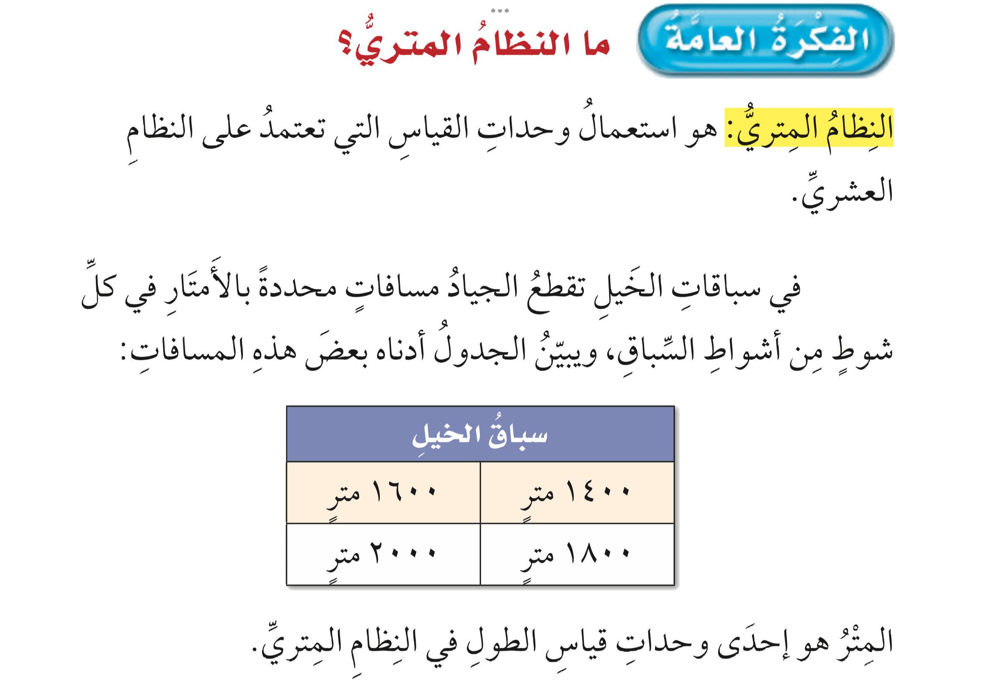 الفِكْرَةُ العامَّةُ ما النظامُ المتريُّ؟
النِظامُ المِتريُّ: هو استعمالُ وحداتِ القياسِ التي تعتمدُ على النظامِ
العشريِّ.
في سباقاتِ الخَيلِ تقطعُ الجيادُ مسافاتٍ محددةً بالأَمتَارِ في كلِّ
شوطٍ مِن أشواطِ السِّباقِ، ويبيّنُ الجدولُ أدناه بعضَ هذهِ المسافاتِ:
سباقُ الخيلِ
١٤٠٠ مترٍ ١٦٠٠ مترٍ
١٨٠٠ مترٍ ٢٠٠٠ مترٍ
المِتْرُ هو إحدَى وحداتِ قياسِ الطولِ في النِظامِ المِتريِّ.